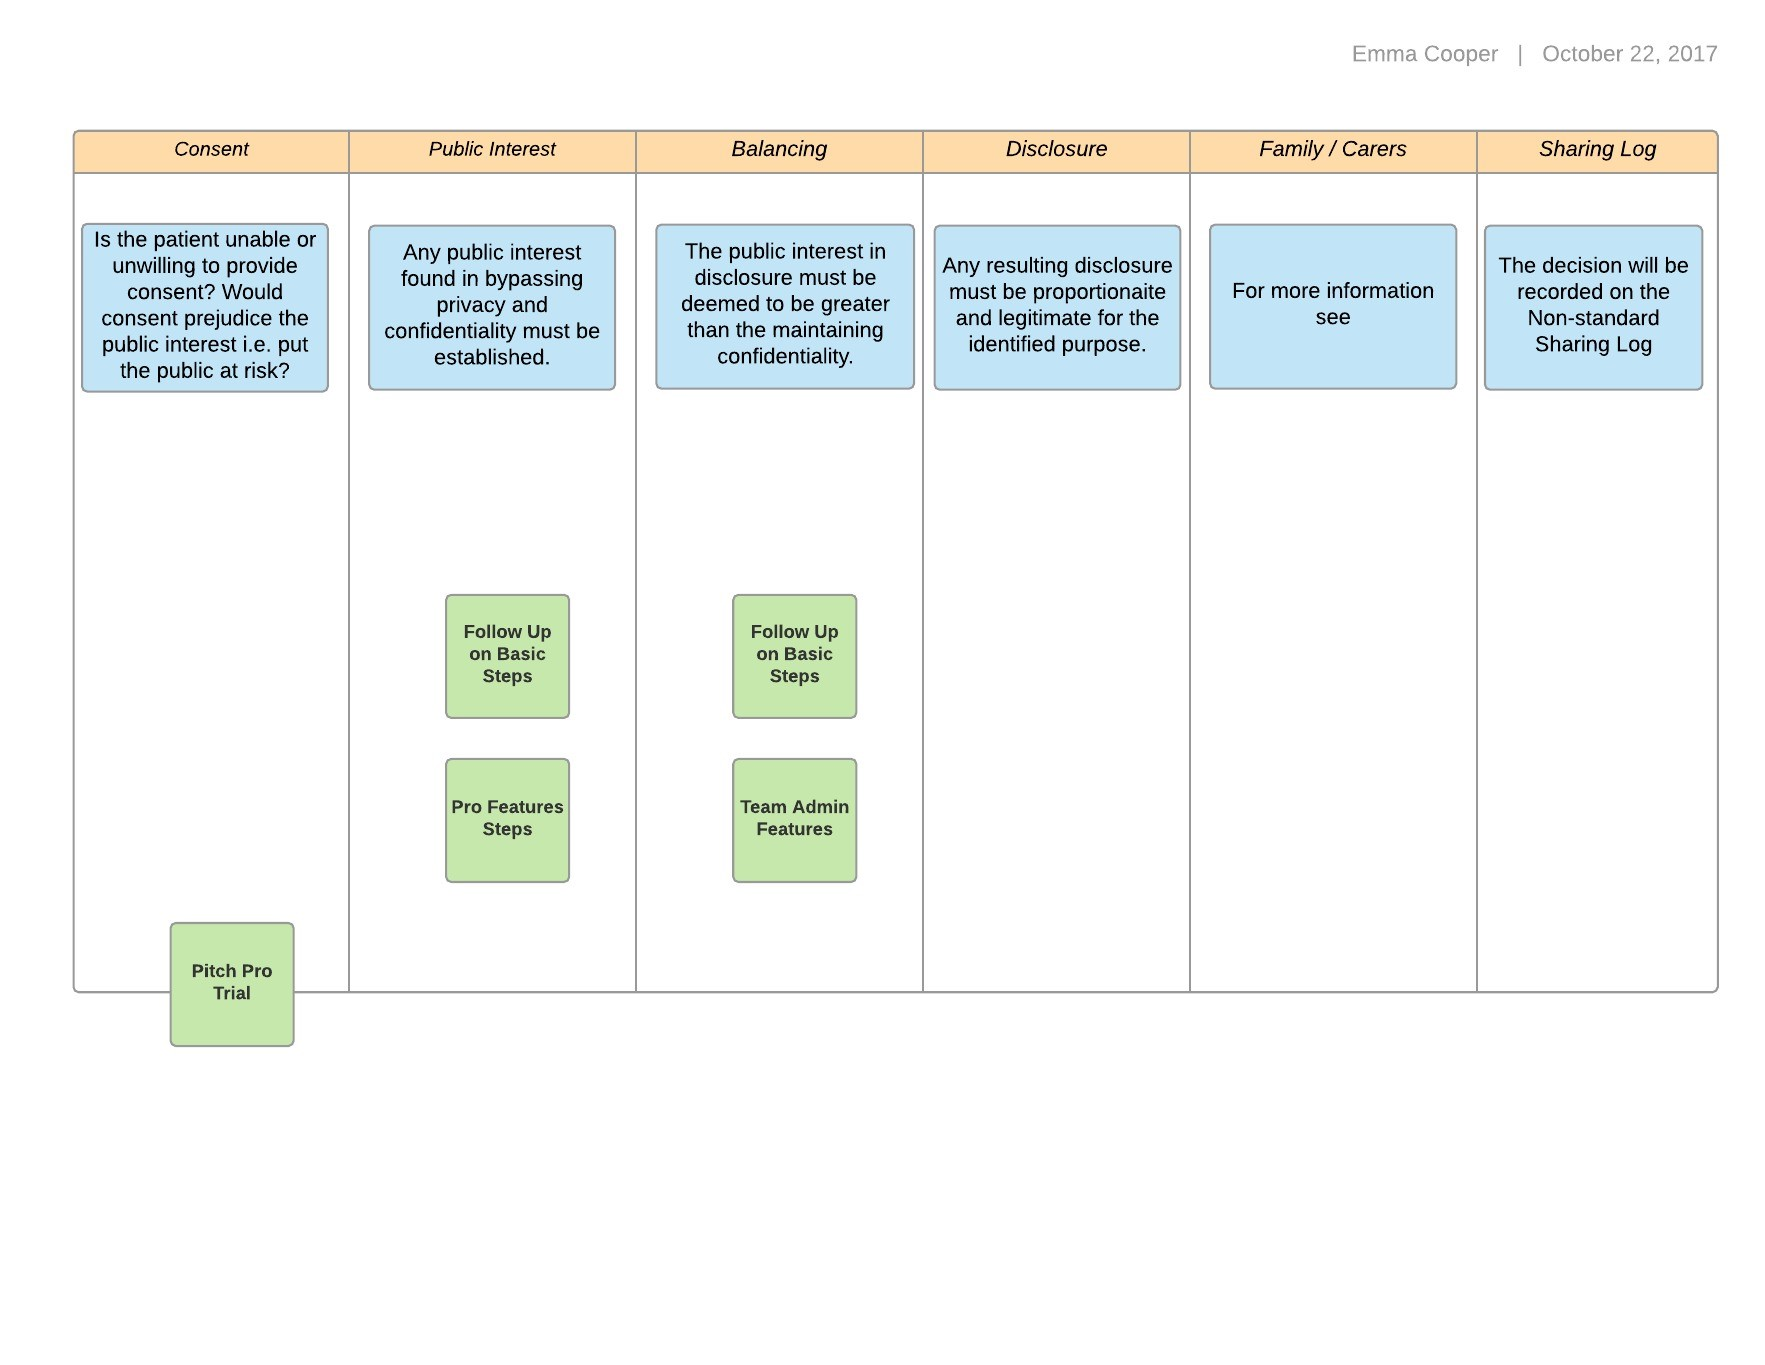 Emma Cooper | October 22, 2017
Consent
Public Interest
Balancing
Disclosure
Family / Carers
Sharing Log
Is the patient unable or
unwilling to provide
consent? Would
consent prejudice the
public interest i.e. put
the public at risk?
Any public interest
found in bypassing
privacy and
confidentiality must be
established.
The public interest in
disclosure must be
deemed to be greater
than the maintaining
confidentiality.
Any resulting disclosure
must be proportionaite
and legitimate for the
identified purpose.
For more information
see
The decision will be
recorded on the
Non-standard
Sharing Log
Follow Up
on Basic
Steps
Follow Up
on Basic
Steps
Pro Features
Steps
Team Admin
Features
Pitch Pro
Trial